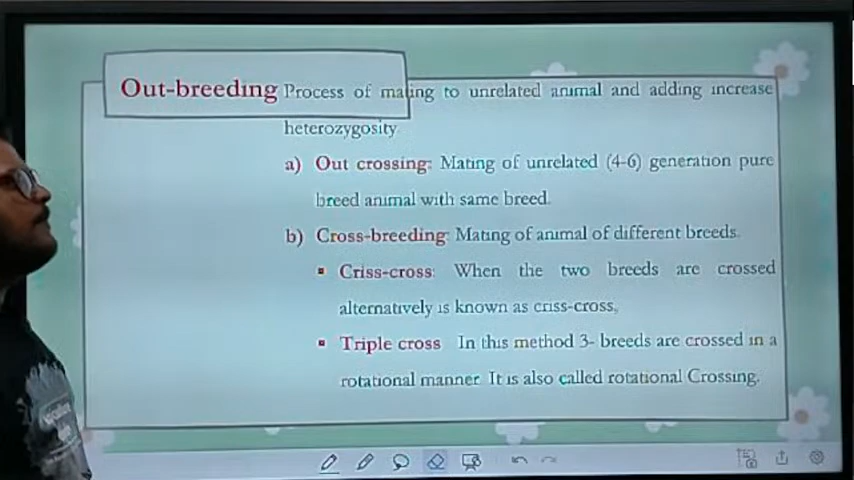 Out-breeding Process of mating to unrelated animal and adding increase
heterozygosity
a) Out crossing: Mating of unrelated (4-6) generation pure
breed animal with same breed.
b) Cross-breeding: Mating of animal of different breeds.
▪ Criss-cross: When the two breeds are crossed
alternatively is known as criss-cross,
▪ Triple cross In this method 3- breeds are crossed in a
rotational manner. It is also called rotational Crossing.